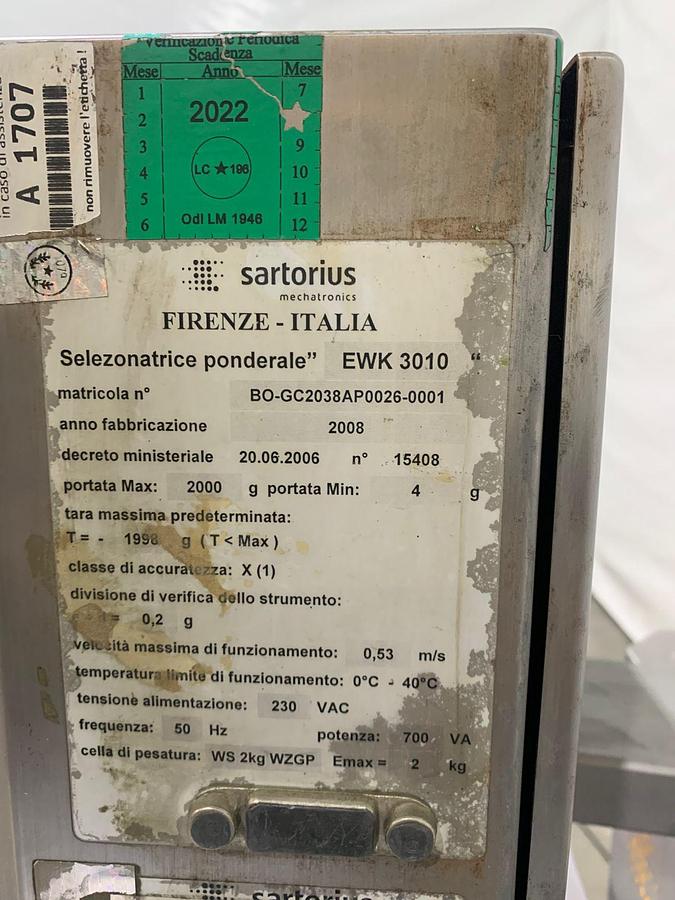 in caso di assistenza
A 1707
non rimuovere l'etichetta!
Verificazione Periodica
Scadenza
Mese Anno Mese
1 2022 7
2
3 9
4 LC ★ 196 10
5 11
6 OdI LM 1946 12
079
sartorius
mechatronics
FIRENZE - ITALIA
Selezonatrice ponderale” EWK 3010 “
matricola n° BO-GC2038AP0026-0001
anno fabbricazione 2008
decreto ministeriale 20.06.2006 n° 15408
portata Max: 2000 g portata Min: 4 g
tara massima predeterminata:
T = - 1998 g ( T < Max )
classe di accuratezza: X (1)
divisione di verifica dello strumento:
e = d = 0,2 g
velocità massima di funzionamento: 0,53 m/s
temperatura limite di funzionamento: 0°C - 40°C
tensione alimentazione: 230 VAC
frequenza: 50 Hz potenza: 700 VA
cella di pesatura: WS 2kg WZGP Emax = 2 kg
sartorius